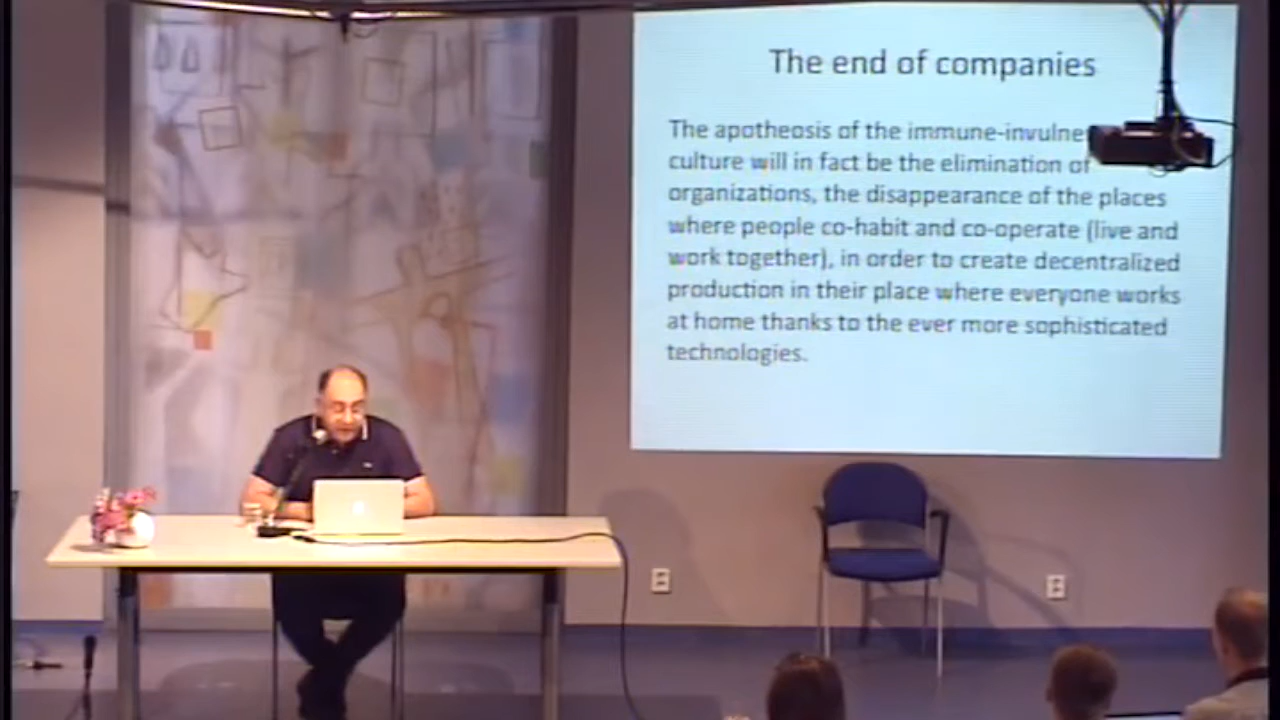 The end of companies
The apotheosis of the immune-invulne
culture will in fact be the elimination of
organizations, the disappearance of the places
where people co-habit and co-operate (live and
work together), in order to create decentralized
production in their place where everyone works
at home thanks to the ever more sophisticated
technologies.